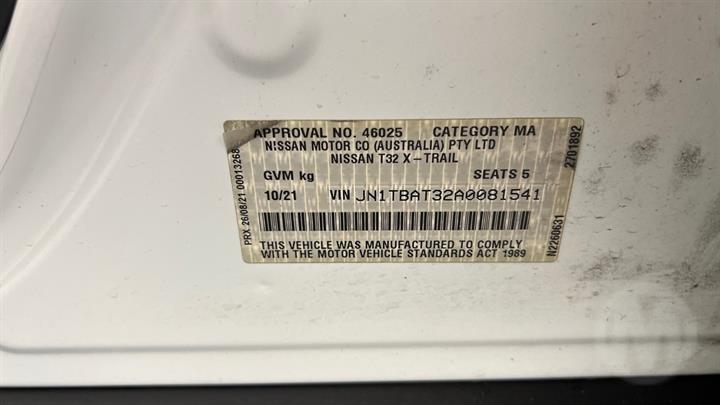 APPROVAL NO. 46025 CATEGORY MA
NISSAN MOTOR CO (AUSTRALIA) PTY LTD
NISSAN T32 X-TRAIL
GVM kg SEATS 5
10/21 VIN JN1TBAT32A0081541
THIS VEHICLE WAS MANUFACTURED TO COMPLY
WITH THE MOTOR VEHICLE STANDARDS ACT 1989
PRX 26/08/21 00013268
2701892
N2260631